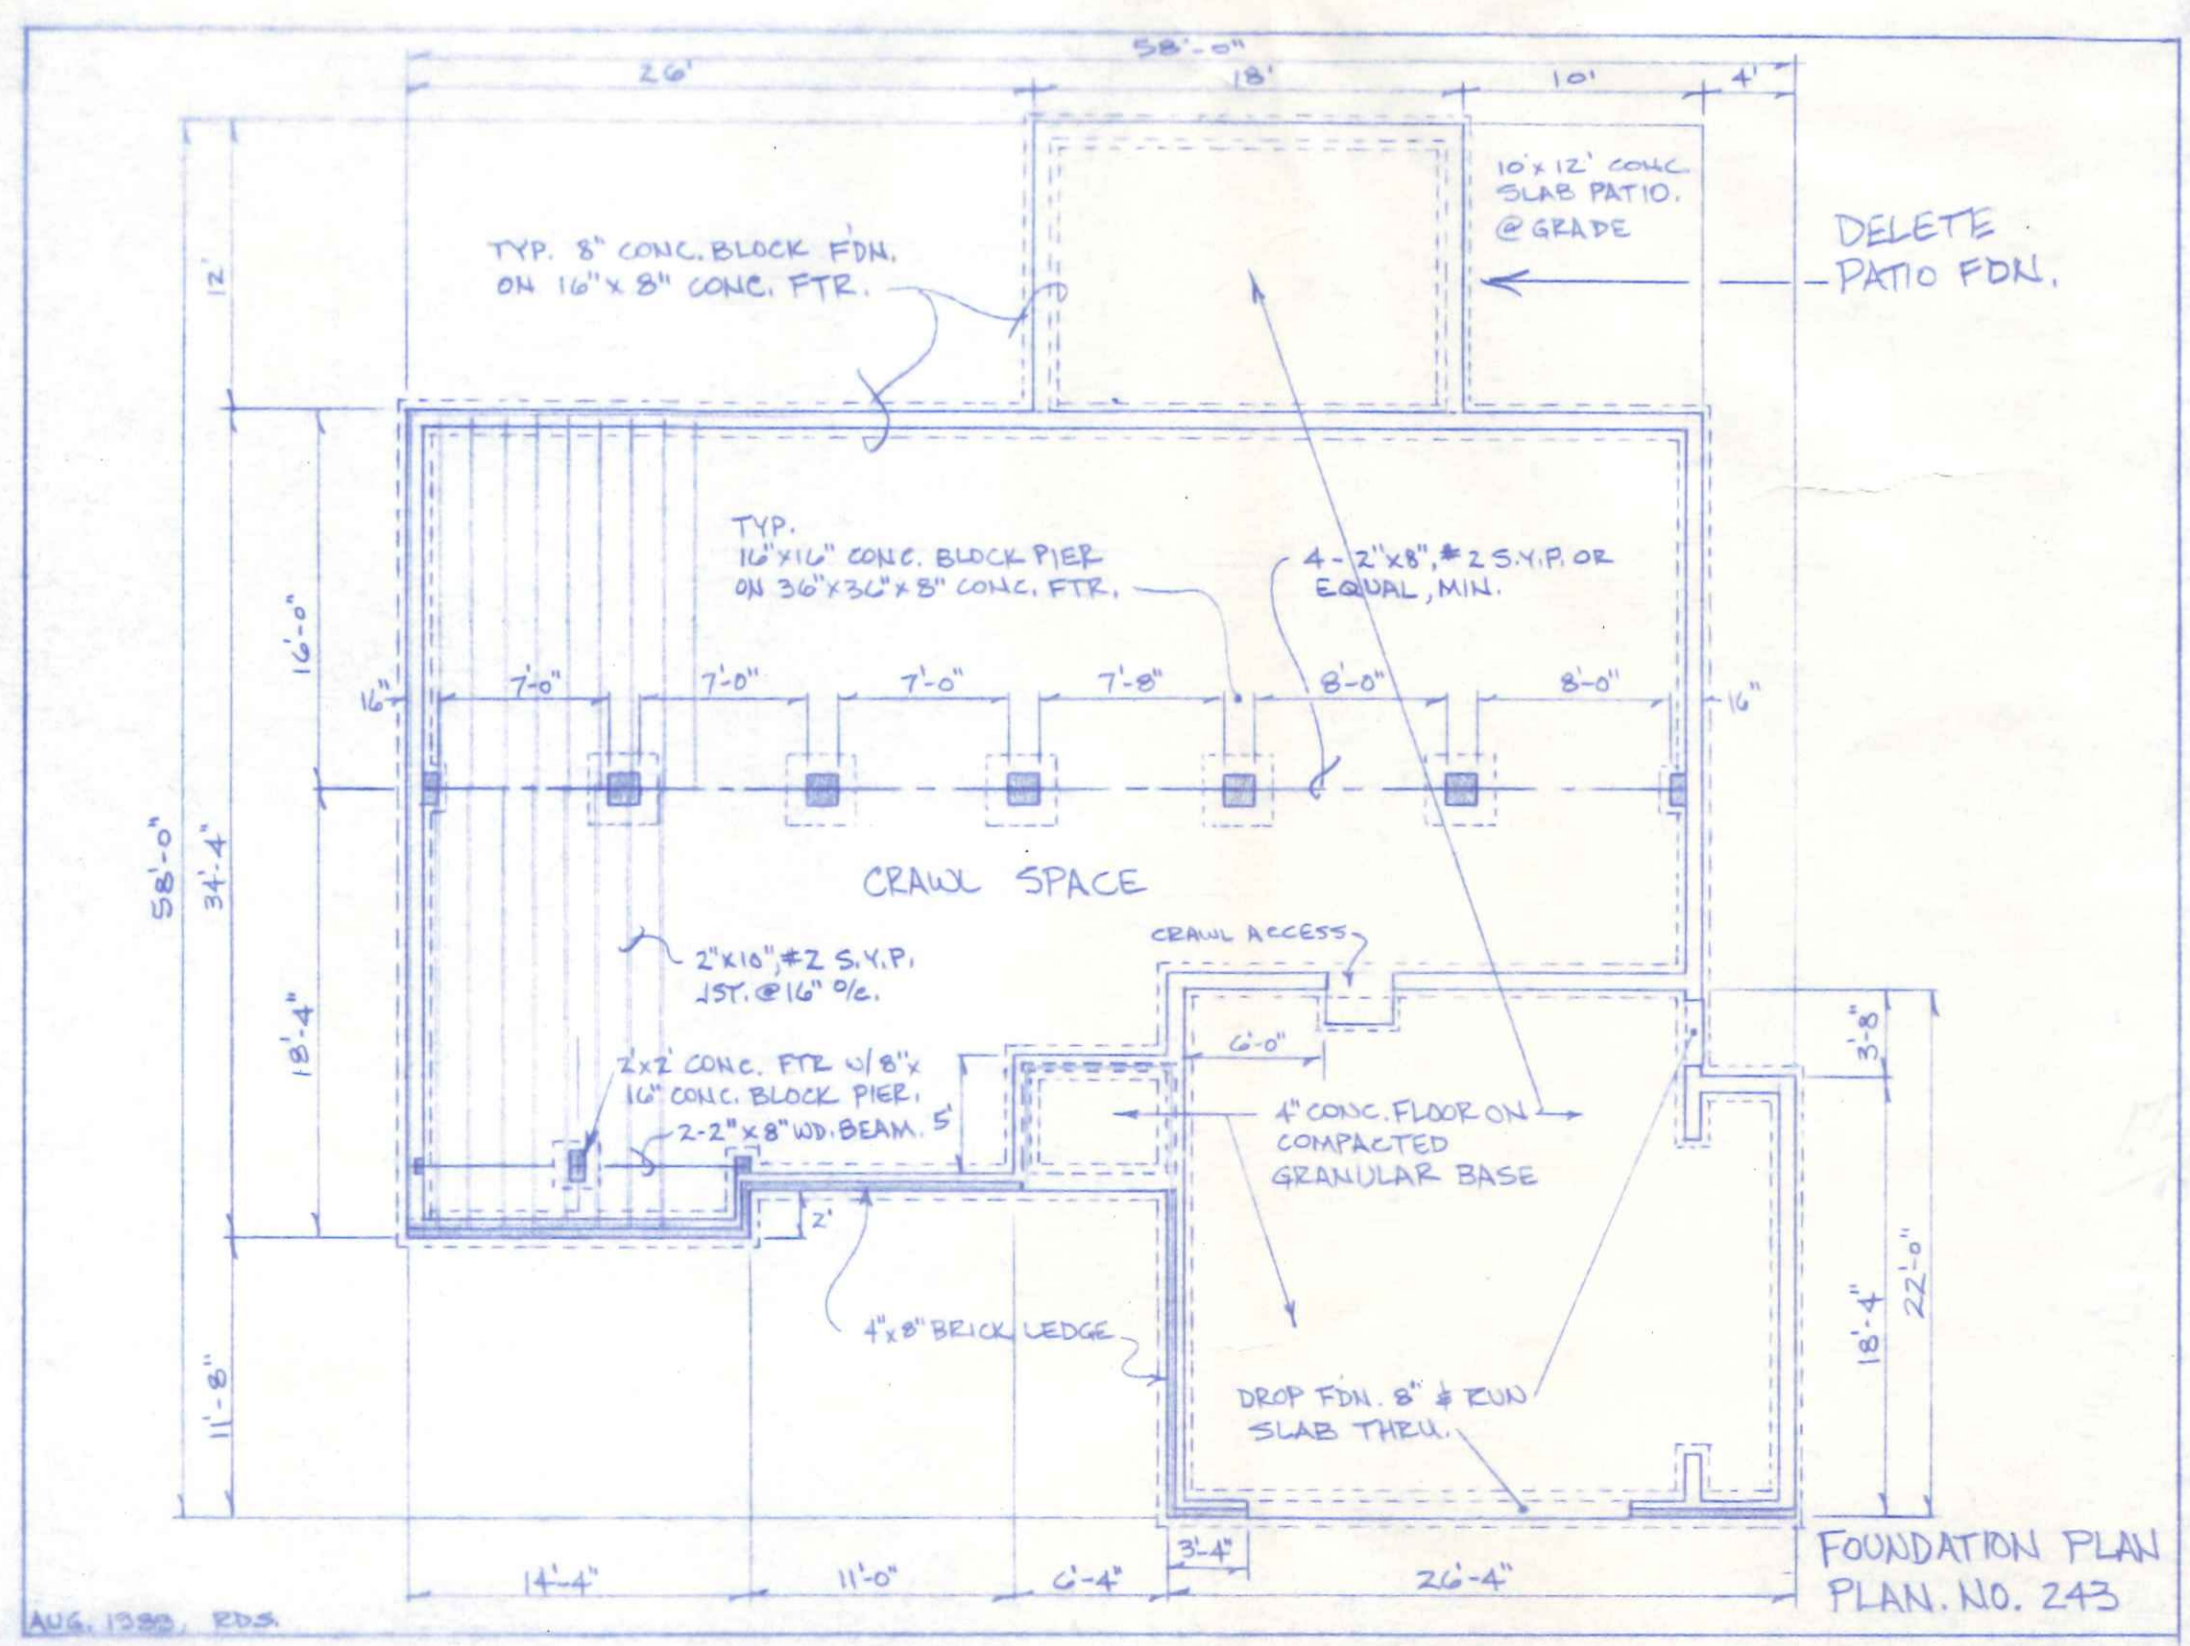 58'-0"
26'
18'
10'
4'
10'x12' CONC.
SLAB PATIO.
@ GRADE
DELETE
PATIO FDN.
TYP. 8" CONC. BLOCK F'DN.
ON 16"x8" CONC. FTR.
12'
TYP.
16"x16" CONC. BLOCK PIER
ON 36"x36"x8" CONC. FTR.
4-2"x8", #2 S.Y.P. OR
EQUAL, MIN.
16'-0"
16"
7'-0"
7'-0"
7'-0"
7'-8"
8'-0"
8'-0"
16"
58'-0"
34'-4"
CRAWL SPACE
CRAWL ACCESS
2"x10", #2 S.Y.P.
JST. @ 16" O/C.
18'-4"
6'-0"
3'-8"
2'x2' CONC. FTR W/8"x
16" CONC. BLOCK PIER.
2-2"x8" WD. BEAM.
5'
4" CONC. FLOOR ON
COMPACTED
GRANULAR BASE
2'
22'-0"
18'-4"
4"x8" BRICK LEDGE
11'-8"
DROP FDN. 8" & RUN
SLAB THRU.
3'-4"
14'-4"
11'-0"
6'-4"
26'-4"
FOUNDATION PLAN
PLAN. NO. 243
AUG. 1983, RDS.